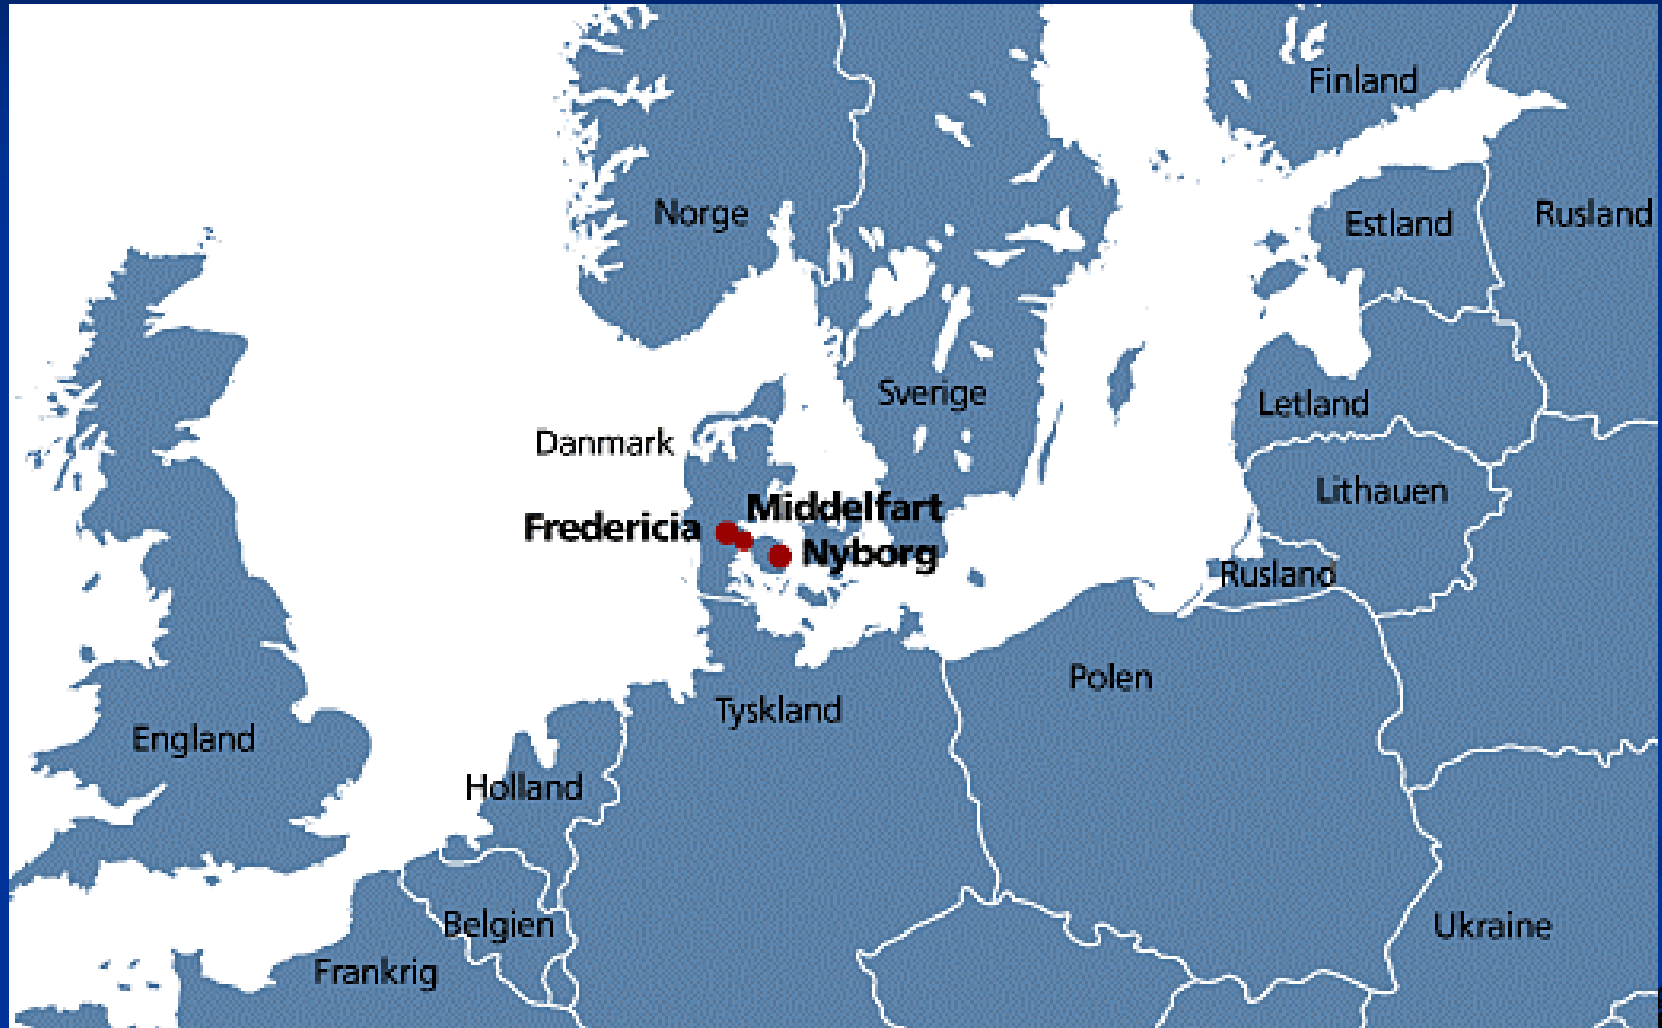 Finland
Norge
Estland
Rusland
Sverige
Letland
Danmark
Lithauen
Middelfart
Fredericia
Nyborg
Rusland
Polen
Tyskland
England
Holland
Belgien
Ukraine
Frankrig